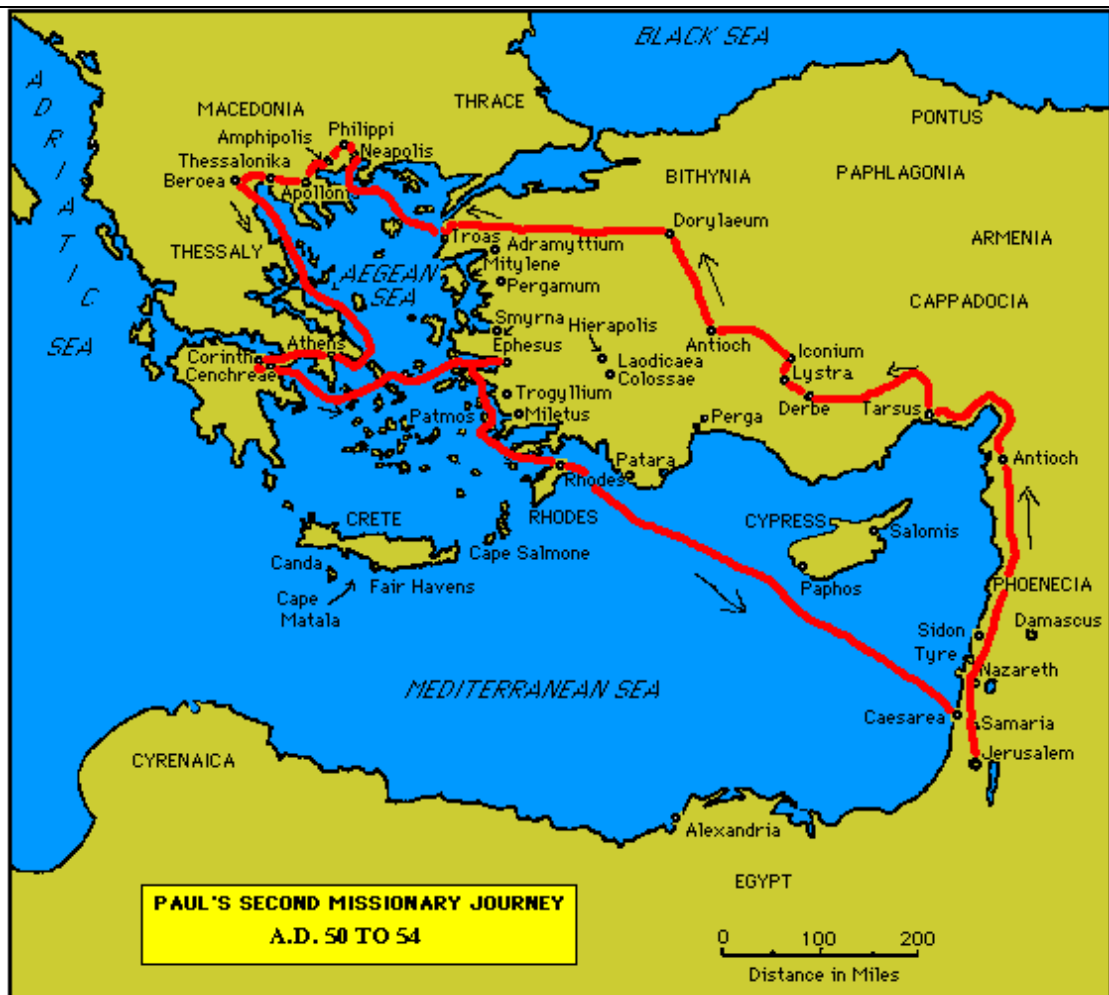 BLACK SEA
ADRIATIC SEA
MACEDONIA
THRACE
PONTUS
Philippi
Amphipolis
Neapolis
Thessalonika
Beroea
Apollonia
BITHYNIA
PAPHLAGONIA
Dorylaeum
ARMENIA
THESSALY
Troas
Adramyttium
AEGEAN
SEA
Mitylene
Pergamum
CAPPADOCIA
Smyrna
Ephesus
Hierapolis
Antioch
Iconium
Lystra
Athens
Corinth
Cenchreae
Laodicaea
Colossae
Trogyllium
Miletus
Patmos
Derbe
Tarsus
Perga
Patara
Antioch
Rhodes
RHODES
CRETE
Cape Salmone
Canda
Fair Havens
Cape
Matala
CYPRESS
Salomis
Paphos
PHOENECIA
Sidon
Damascus
Tyre
Nazareth
MEDITERRANEAN SEA
Caesarea
Samaria
Jerusalem
CYRENAICA
Alexandria
EGYPT
PAUL'S SECOND MISSIONARY JOURNEY
A.D. 50 TO 54
0 100 200
Distance in Miles